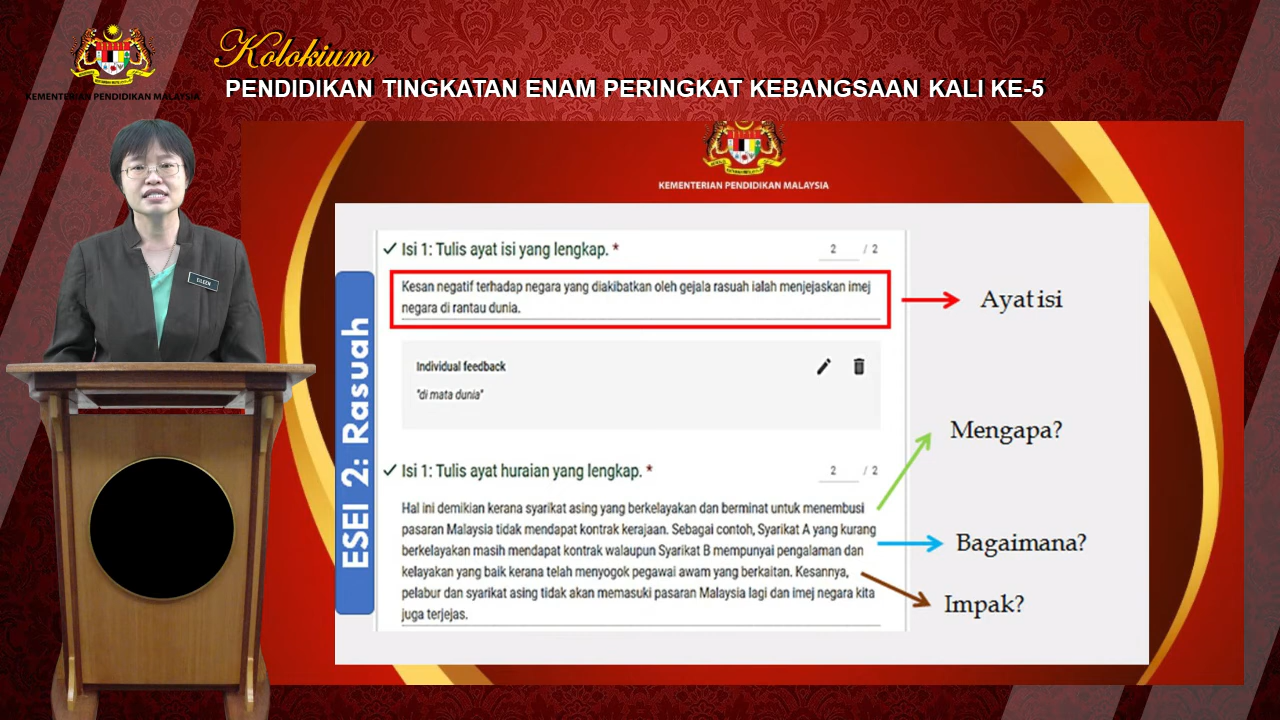 KEMENTERIAN PENDIDIKAN MALAYSIA
Kolokium
PENDIDIKAN TINGKATAN ENAM PERINGKAT KEBANGSAAN KALI KE-5
KEMENTERIAN PENDIDIKAN MALAYSIA
EILEEN
ESEI 2: Rasuah
✓ Isi 1: Tulis ayat isi yang lengkap. * 2 / 2
Kesan negatif terhadap negara yang diakibatkan oleh gejala rasuah ialah menjejaskan imej
negara di rantau dunia.
Ayat isi
Individual feedback
"di mata dunia"
Mengapa?
✓ Isi 1: Tulis ayat huraian yang lengkap. * 2 / 2
Hal ini demikian kerana syarikat asing yang berkelayakan dan berminat untuk menembusi
pasaran Malaysia tidak mendapat kontrak kerajaan. Sebagai contoh, Syarikat A yang kurang
berkelayakan masih mendapat kontrak walaupun Syarikat B mempunyai pengalaman dan
kelayakan yang baik kerana telah menyogok pegawai awam yang berkaitan. Kesannya,
pelabur dan syarikat asing tidak akan memasuki pasaran Malaysia lagi dan imej negara kita
juga terjejas.
Bagaimana?
Impak?